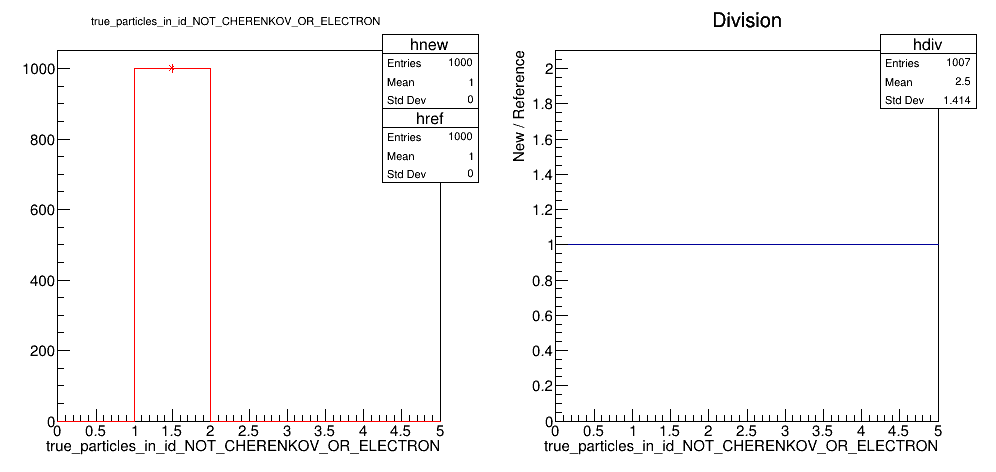 true_particles_in_id_NOT_CHERENKOV_OR_ELECTRON
hnew
Entries 1000
Mean 1
Std Dev 0
href
Entries 1000
Mean 1
Std Dev 0
1000
800
600
400
200
0
0 0.5 1 1.5 2 2.5 3 3.5 4 4.5 5
true_particles_in_id_NOT_CHERENKOV_OR_ELECTRON
Division
hdiv
Entries 1007
Mean 2.5
Std Dev 1.414
New / Reference
2
1.8
1.6
1.4
1.2
1
0.8
0.6
0.4
0.2
0
0 0.5 1 1.5 2 2.5 3 3.5 4 4.5 5
true_particles_in_id_NOT_CHERENKOV_OR_ELECTRON